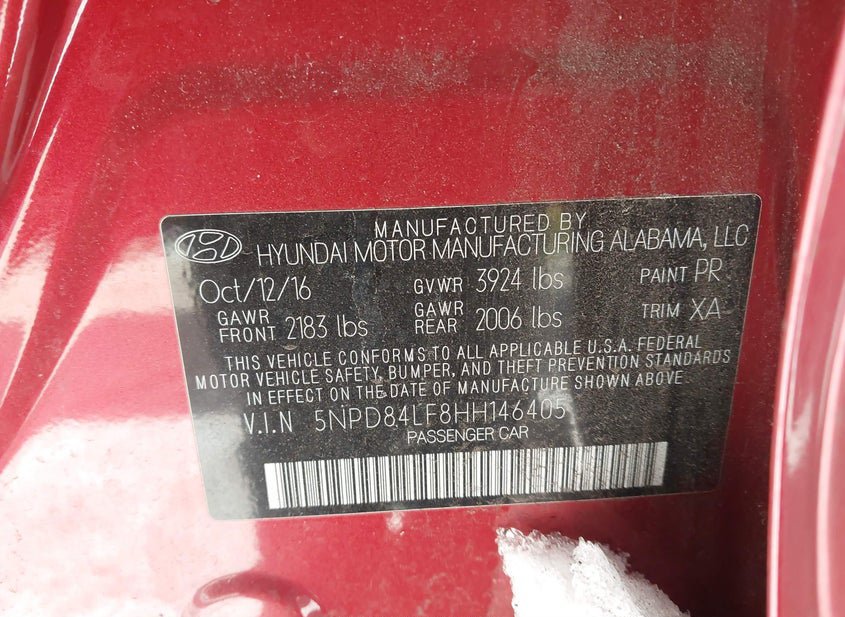 MANUFACTURED BY
HYUNDAI MOTOR MANUFACTURING ALABAMA, LLC
Oct/12/16 GVWR 3924 lbs PAINT PR
GAWR FRONT 2183 lbs GAWR REAR 2006 lbs TRIM XA
THIS VEHICLE CONFORMS TO ALL APPLICABLE U.S.A. FEDERAL
MOTOR VEHICLE SAFETY, BUMPER, AND THEFT PREVENTION STANDARDS
IN EFFECT ON THE DATE OF MANUFACTURE SHOWN ABOVE.
V.I.N 5NPD84LF8HH146405
PASSENGER CAR